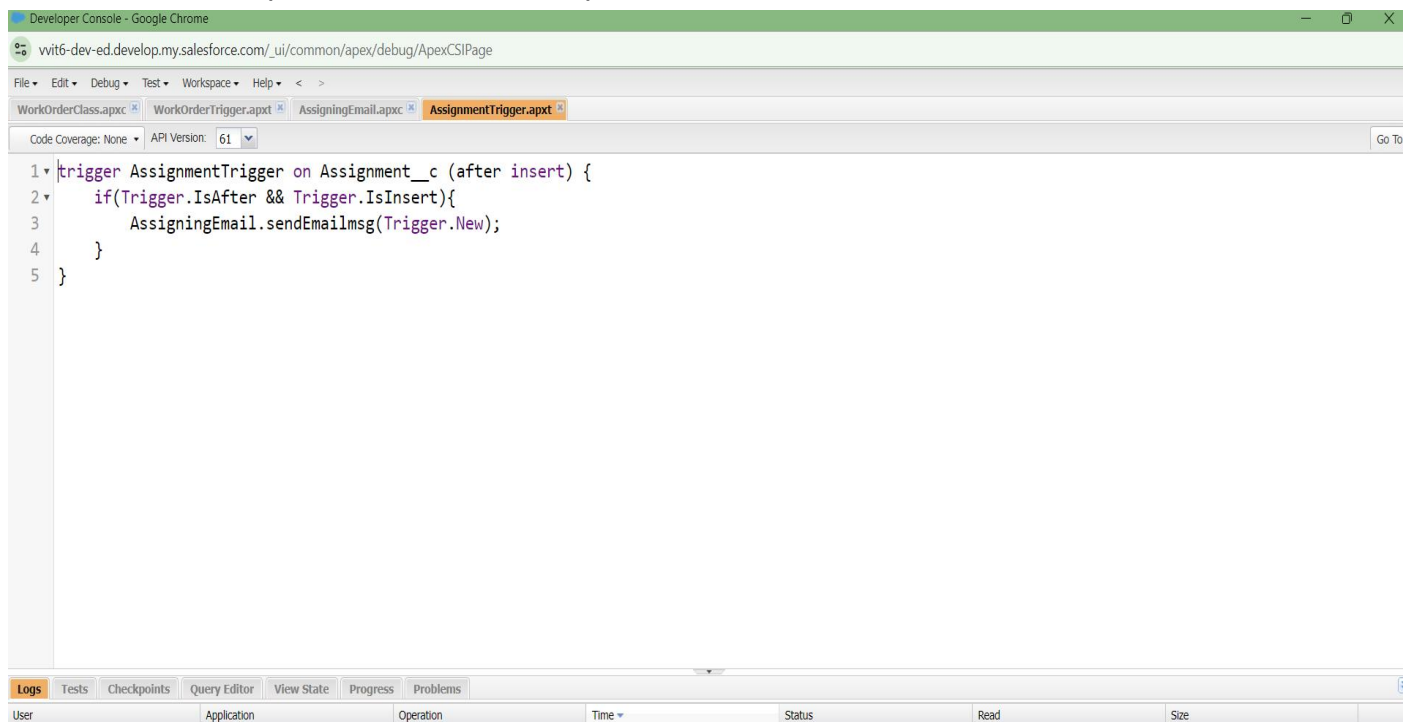 Developer Console - Google Chrome
vvit6-dev-ed.develop.my.salesforce.com/_ui/common/apex/debug/ApexCSIPage
File Edit Debug Test Workspace Help < >
WorkOrderClass.apxc WorkOrderTrigger.apxt AssigningEmail.apxc AssignmentTrigger.apxt
Code Coverage: None API Version: 61 Go To
1 trigger AssignmentTrigger on Assignment__c (after insert) {
2 if(Trigger.IsAfter && Trigger.IsInsert){
3 AssigningEmail.sendEmailmsg(Trigger.New);
4 }
5 }
Logs Tests Checkpoints Query Editor View State Progress Problems
User Application Operation Time Status Read Size